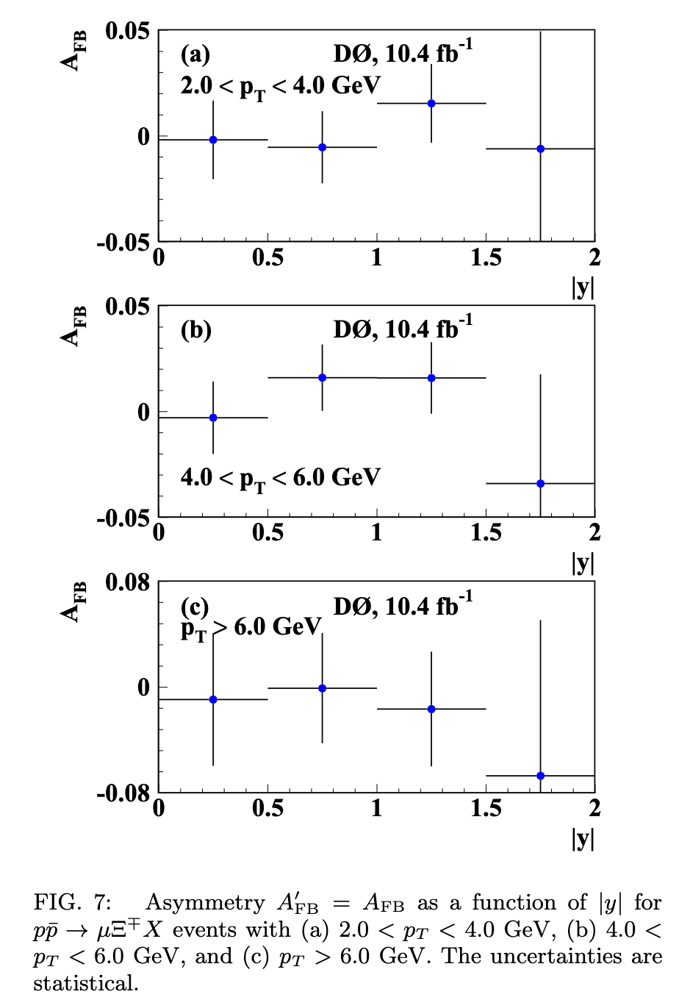 0.05
A_FB
(a)
DØ, 10.4 fb⁻¹
2.0 < p_T < 4.0 GeV
0
-0.05
0 0.5 1 1.5 2
|y|
0.05
A_FB
(b)
DØ, 10.4 fb⁻¹
0
4.0 < p_T < 6.0 GeV
-0.05
0 0.5 1 1.5 2
|y|
0.08
A_FB
(c)
DØ, 10.4 fb⁻¹
p_T > 6.0 GeV
0
-0.08
0 0.5 1 1.5 2
|y|
FIG. 7: Asymmetry A′_FB = A_FB as a function of |y| for
pp̄ → μΞ^∓X events with (a) 2.0 < p_T < 4.0 GeV, (b) 4.0 <
p_T < 6.0 GeV, and (c) p_T > 6.0 GeV. The uncertainties are
statistical.